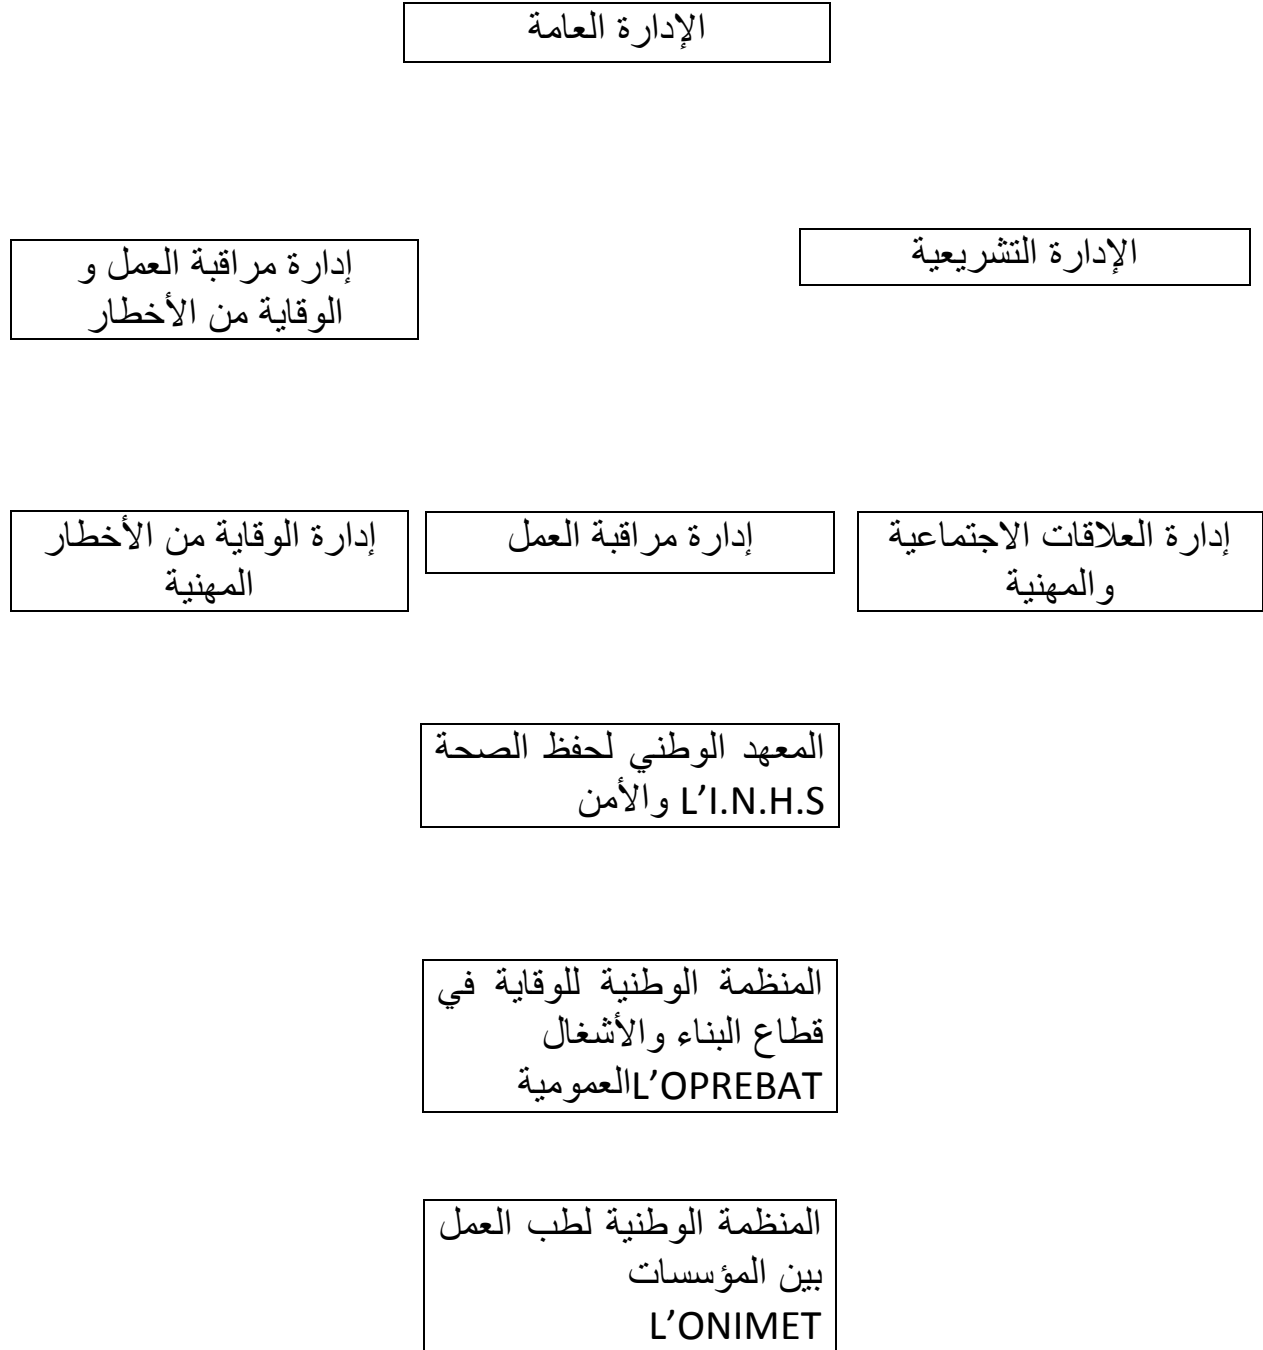 الإدارة العامة
الإدارة التشريعية
إدارة مراقبة العمل و
الوقاية من الأخطار
إدارة العلاقات الاجتماعية
والمهنية
إدارة مراقبة العمل
إدارة الوقاية من الأخطار
المهنية
المعهد الوطني لحفظ الصحة
L’I.N.H.S والأمن
المنظمة الوطنية للوقاية في
قطاع البناء والأشغال
L’OPREBATالعمومية
المنظمة الوطنية لطب العمل
بين المؤسسات
L’ONIMET